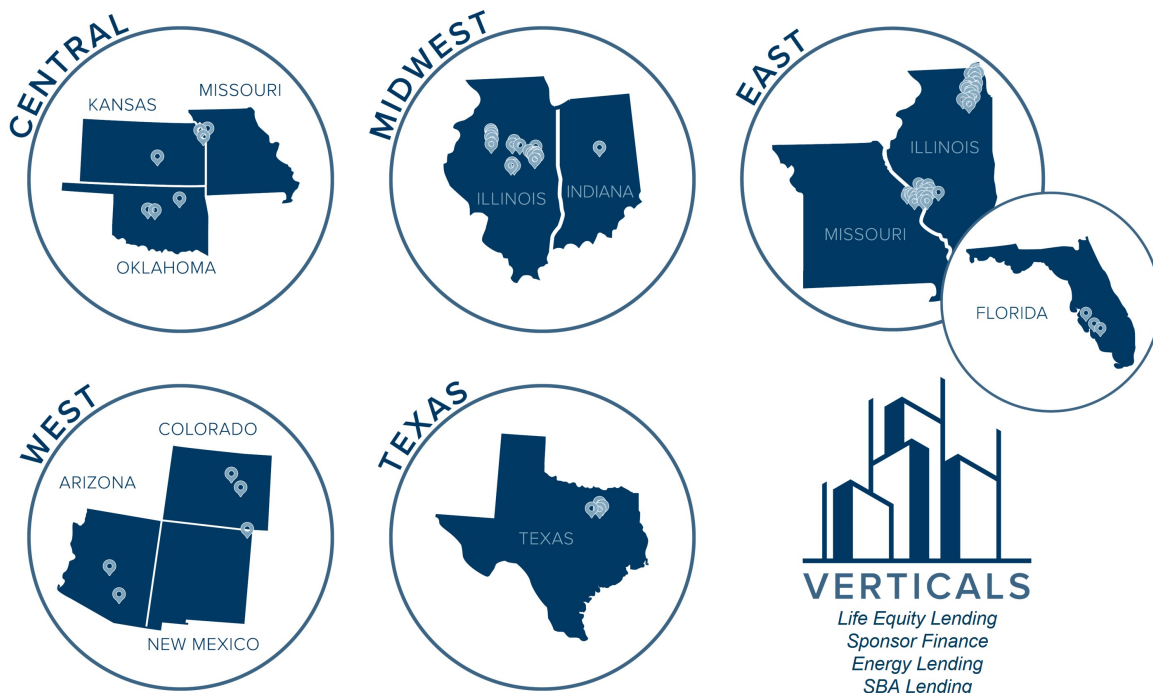 CENTRAL
KANSAS
MISSOURI
OKLAHOMA
MIDWEST
ILLINOIS
INDIANA
EAST
ILLINOIS
MISSOURI
FLORIDA
WEST
COLORADO
ARIZONA
NEW MEXICO
TEXAS
TEXAS
VERTICALS
Life Equity Lending
Sponsor Finance
Energy Lending
SBA Lending